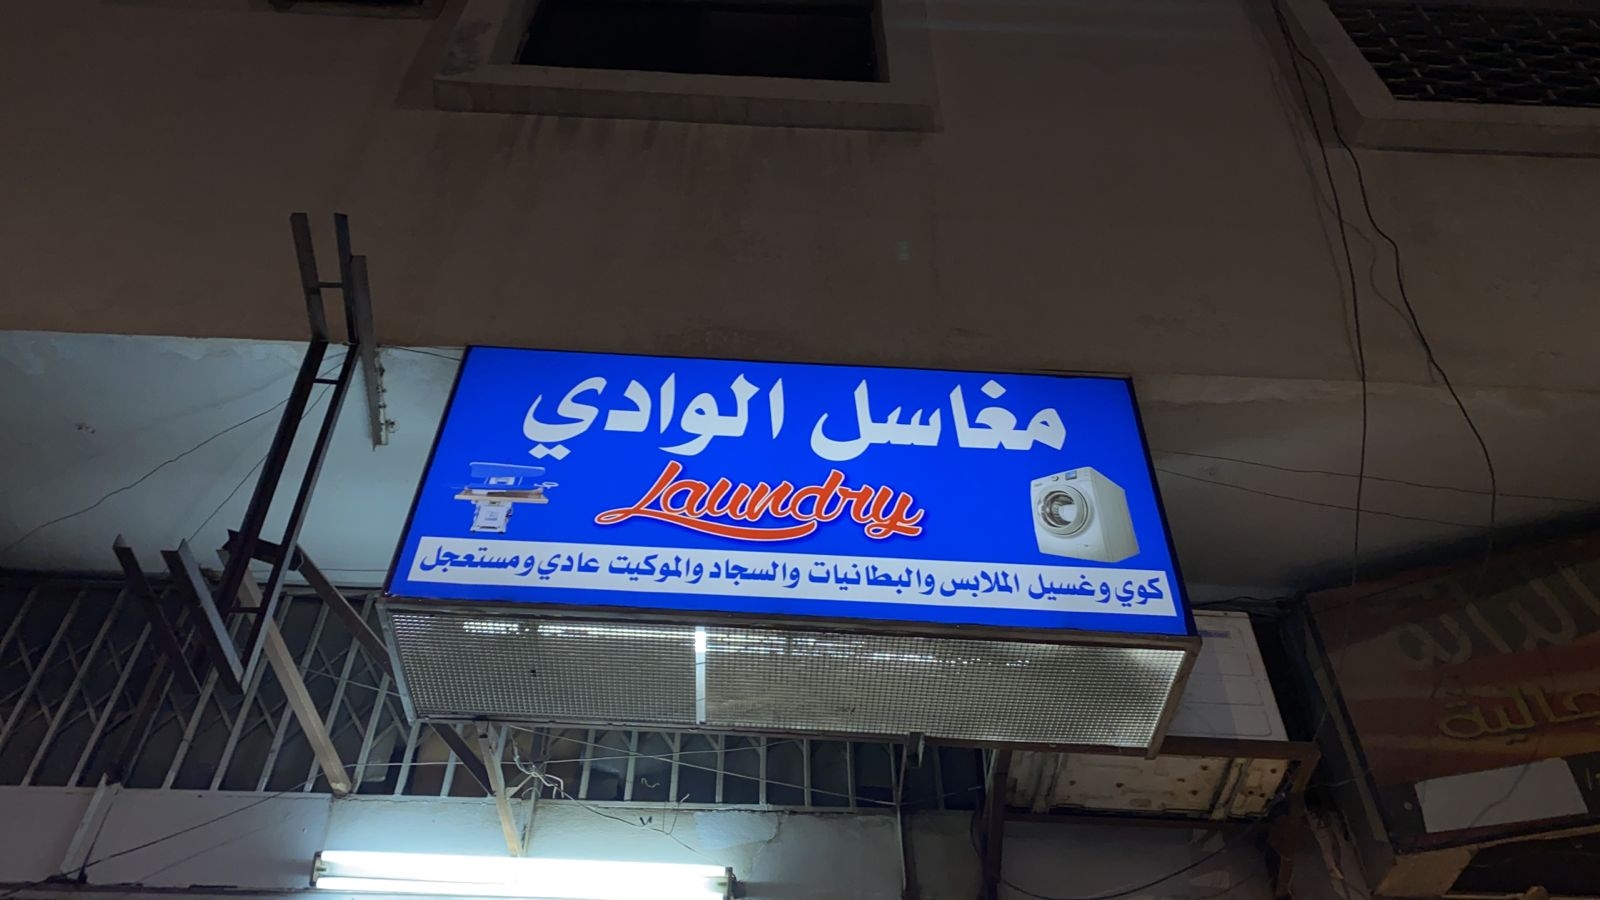 مغاسل الوادي
Laundry
كوي وغسيل الملابس والبطانيات والسجاد والموكيت عادي ومستعجل